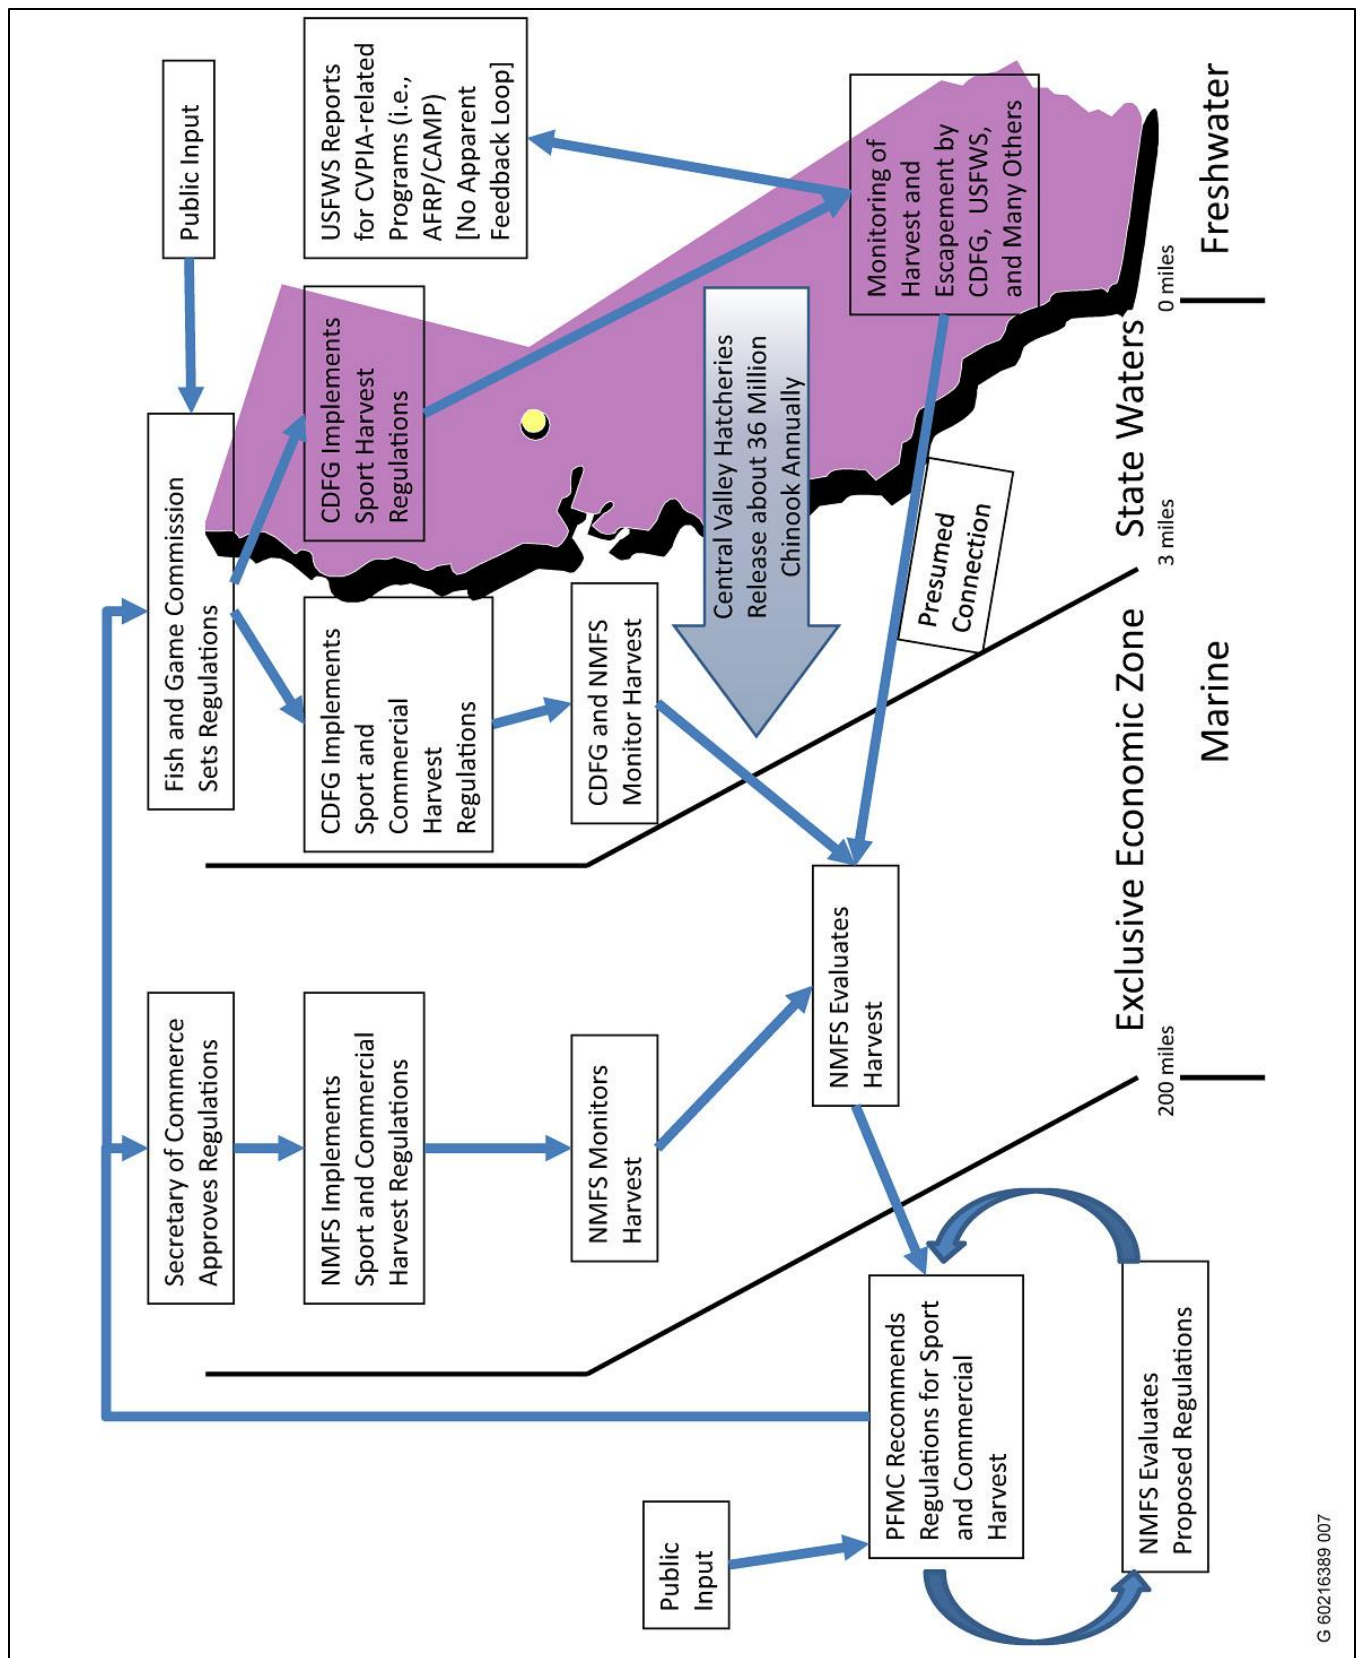 Public Input
Fish and Game Commission
Sets Regulations
Secretary of Commerce
Approves Regulations
USFWS Reports
for CVPIA-related
Programs (i.e.,
AFRP/CAMP)
[No Apparent
Feedback Loop]
CDFG Implements
Sport Harvest
Regulations
CDFG Implements
Sport and
Commercial
Harvest
Regulations
NMFS Implements
Sport and Commercial
Harvest Regulations
CDFG and NMFS
Monitor Harvest
NMFS Monitors
Harvest
Public
Input
Central Valley Hatcheries
Release about 36 Million
Chinook Annually
Monitoring of
Harvest and
Escapement by
CDFG, USFWS,
and Many Others
NMFS Evaluates
Harvest
PFMC Recommends
Regulations for Sport
and Commercial
Harvest
Presumed
Connection
NMFS Evaluates
Proposed Regulations
Exclusive Economic Zone
State Waters
200 miles
3 miles
0 miles
Marine
Freshwater
G 60216389 007